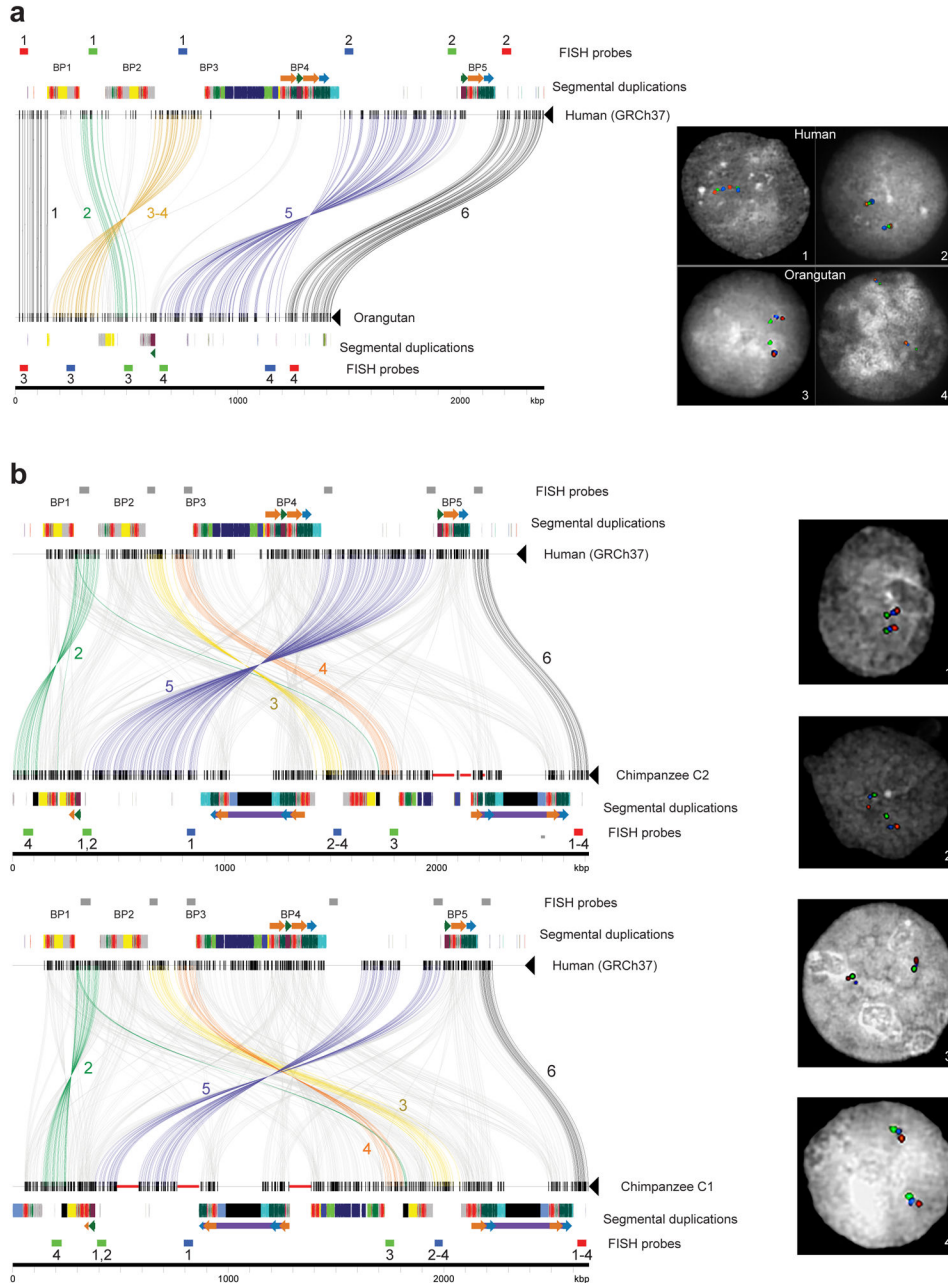 a
1 1 1 2 2 2 FISH probes
BP1 BP2 BP3 BP4 BP5
Segmental duplications
Human (GRCh37)
1 2 3-4 5 6
Orangutan
Segmental duplications
FISH probes
3 3 3 4 4 4
0 1000 2000 kbp
Human
1 2
Orangutan
3 4
b
FISH probes
BP1 BP2 BP3 BP4 BP5
Segmental duplications
Human (GRCh37)
2 5 3 4 6
Chimpanzee C2
Segmental duplications
FISH probes
4 1,2 1 2-4 3 1-4
0 1000 2000 kbp
FISH probes
BP1 BP2 BP3 BP4 BP5
Segmental duplications
Human (GRCh37)
2 5 4 3 6
Chimpanzee C1
Segmental duplications
FISH probes
4 1,2 1 3 2-4 1-4
0 1000 2000 kbp
2
3
4